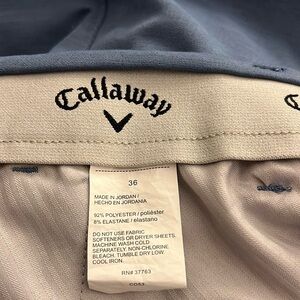 Callaway
36
MADE IN JORDAN /
HECHO EN JORDANIA
92% POLYESTER / poliéster
8% ELASTANE / elastano
DO NOT USE FABRIC
SOFTENERS OR DRYER SHEETS.
MACHINE WASH COLD
SEPARATELY. NON-CHLORINE
BLEACH. TUMBLE DRY LOW
COOL IRON.
RN# 37763